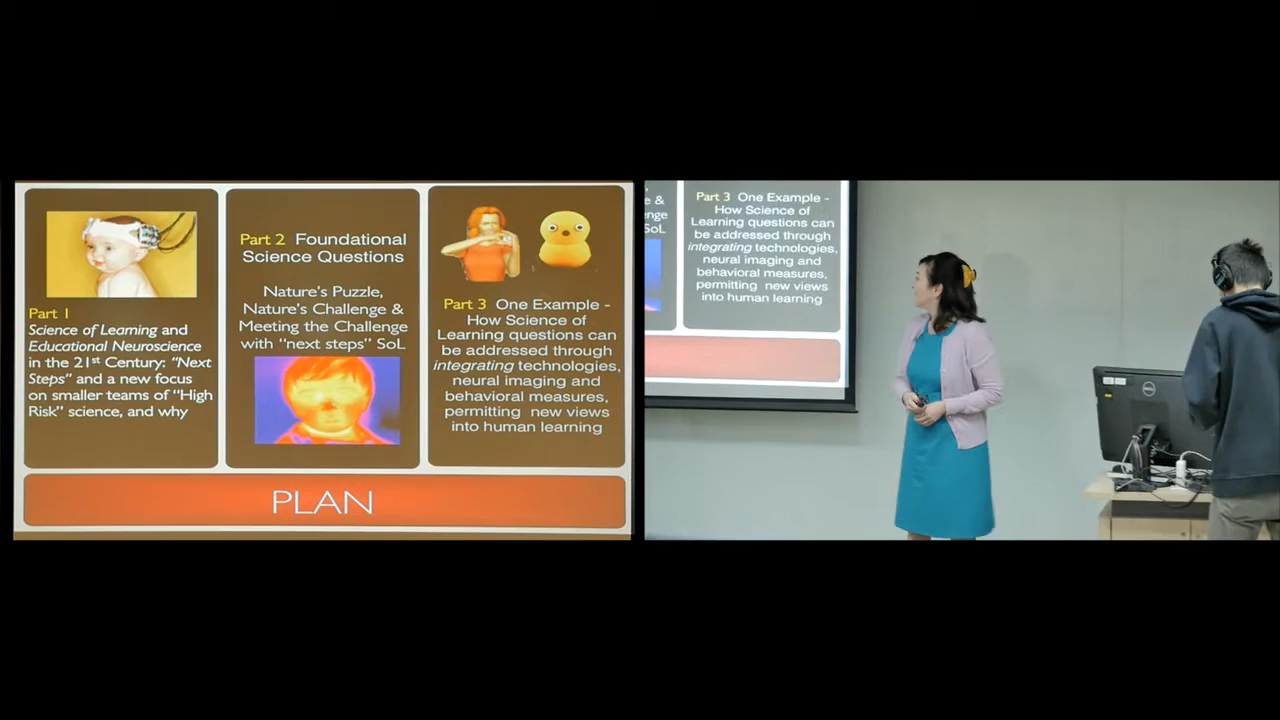 Part 1
Science of Learning and
Educational Neuroscience
in the 21st Century: “Next
Steps” and a new focus
on smaller teams of “High
Risk” science, and why
Part 2 Foundational
Science Questions
Nature's Puzzle,
Nature's Challenge &
Meeting the Challenge
with “next steps” SoL
Part 3 One Example -
How Science of
Learning questions can
be addressed through
integrating technologies,
neural imaging and
behavioral measures,
permitting new views
into human learning
PLAN
e &
enge
SoL
Part 3 One Example -
How Science of
Learning questions can
be addressed through
integrating technologies,
neural imaging and
behavioral measures,
permitting new views
into human learning
DELL